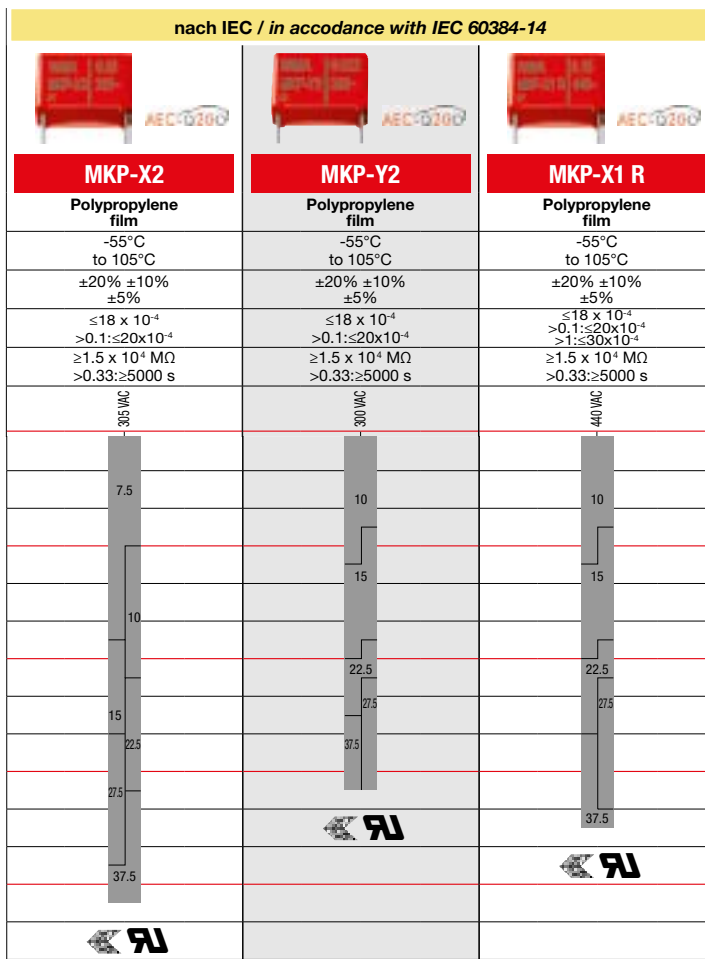 nach IEC / in accodance with IEC 60384-14
AEC-Q200
AEC-Q200
AEC-Q200
MKP-X2
MKP-Y2
MKP-X1 R
Polypropylene
film
Polypropylene
film
Polypropylene
film
-55°C
to 105°C
-55°C
to 105°C
-55°C
to 105°C
±20% ±10%
±5%
±20% ±10%
±5%
±20% ±10%
±5%
≤18 x 10⁻⁴
>0.1:≤20x10⁻⁴
≤18 x 10⁻⁴
>0.1:≤20x10⁻⁴
≤18 x 10⁻⁴
>0.1:≤20x10⁻⁴
>1:≤30x10⁻⁴
≥1.5 x 10⁴ MΩ
>0.33:≥5000 s
≥1.5 x 10⁴ MΩ
>0.33:≥5000 s
≥1.5 x 10⁴ MΩ
>0.33:≥5000 s
305 VAC
300 VAC
440 VAC
7.5
10
15
22.5
27.5
37.5
10
15
22.5
27.5
37.5
10
15
22.5
27.5
37.5